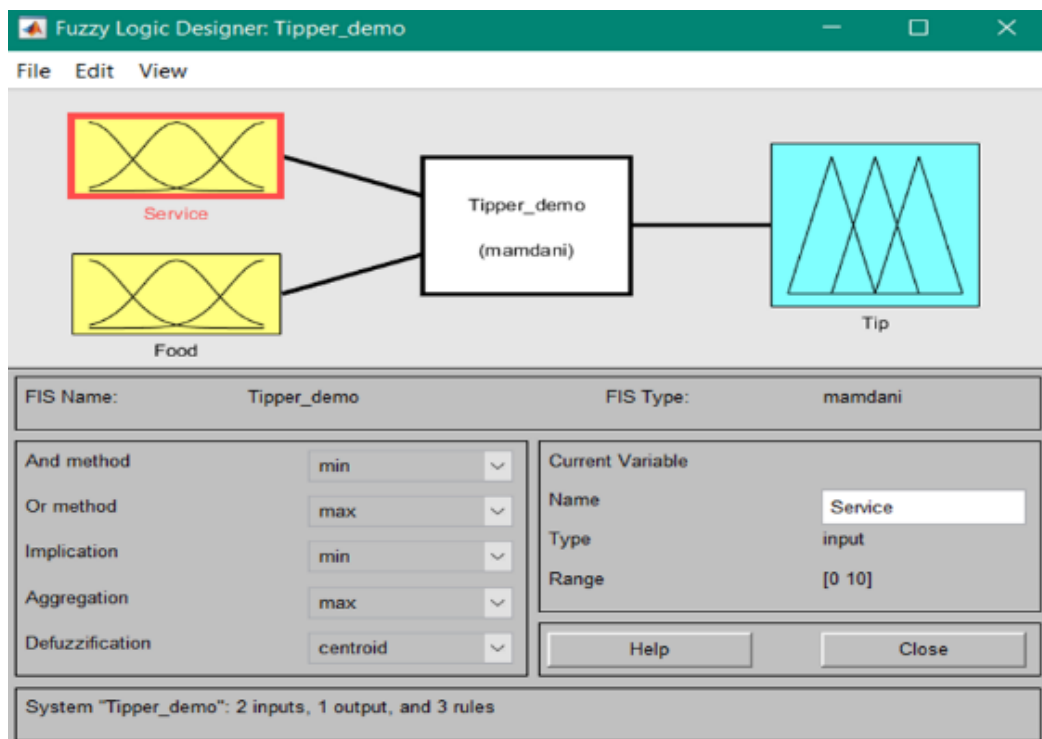 Fuzzy Logic Designer: Tipper_demo
File Edit View
Service
Food
Tipper_demo
(mamdani)
Tip
FIS Name: Tipper_demo FIS Type: mamdani
And method min
Or method max
Implication min
Aggregation max
Defuzzification centroid
Current Variable
Name Service
Type input
Range [0 10]
Help Close
System "Tipper_demo": 2 inputs, 1 output, and 3 rules